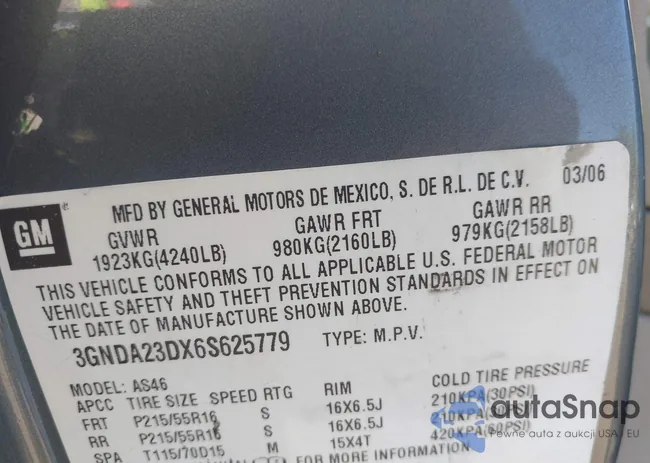 GM
MFD BY GENERAL MOTORS DE MEXICO, S. DE R.L. DE C.V. 03/06
GVWR GAWR FRT GAWR RR
1923KG(4240LB) 980KG(2160LB) 979KG(2158LB)
THIS VEHICLE CONFORMS TO ALL APPLICABLE U.S. FEDERAL MOTOR
VEHICLE SAFETY AND THEFT PREVENTION STANDARDS IN EFFECT ON
THE DATE OF MANUFACTURE SHOWN ABOVE.
3GNDA23DX6S625779 TYPE: M.P.V.
MODEL: AS46
APCC TIRE SIZE SPEED RTG RIM COLD TIRE PRESSURE
FRT P215/55R16 S 16X6.5J 210KPA(30PSI)
RR P215/55R16 S 16X6.5J
SPA T115/70D15 M 15X4T 420KPA(60PSI)
FOR MORE INFORMATION
autoSnap
Pewne auta z aukcji USA i EU